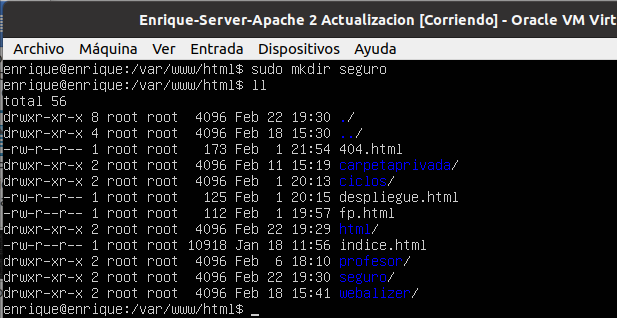 Enrique-Server-Apache 2 Actualizacion [Corriendo] - Oracle VM Virt
Archivo Máquina Ver Entrada Dispositivos Ayuda
enrique@enrique:/var/www/html$ sudo mkdir seguro
enrique@enrique:/var/www/html$ ll
total 56
drwxr-xr-x 8 root root  4096 Feb 22 19:30 ./
drwxr-xr-x 4 root root  4096 Feb 18 15:30 ../
-rw-r--r-- 1 root root   173 Feb  1 21:54 404.html
drwxr-xr-x 2 root root  4096 Feb 11 15:19 carpetaprivada/
drwxr-xr-x 2 root root  4096 Feb  1 20:13 ciclos/
-rw-r--r-- 1 root root   125 Feb  1 20:15 despliegue.html
-rw-r--r-- 1 root root   112 Feb  1 19:57 fp.html
drwxr-xr-x 2 root root  4096 Feb 22 19:29 html/
-rw-r--r-- 1 root root 10918 Jan 18 11:56 indice.html
drwxr-xr-x 2 root root  4096 Feb  6 18:10 profesor/
drwxr-xr-x 2 root root  4096 Feb 22 19:30 seguro/
drwxr-xr-x 2 root root  4096 Feb 18 15:41 webalizer/
enrique@enrique:/var/www/html$ _